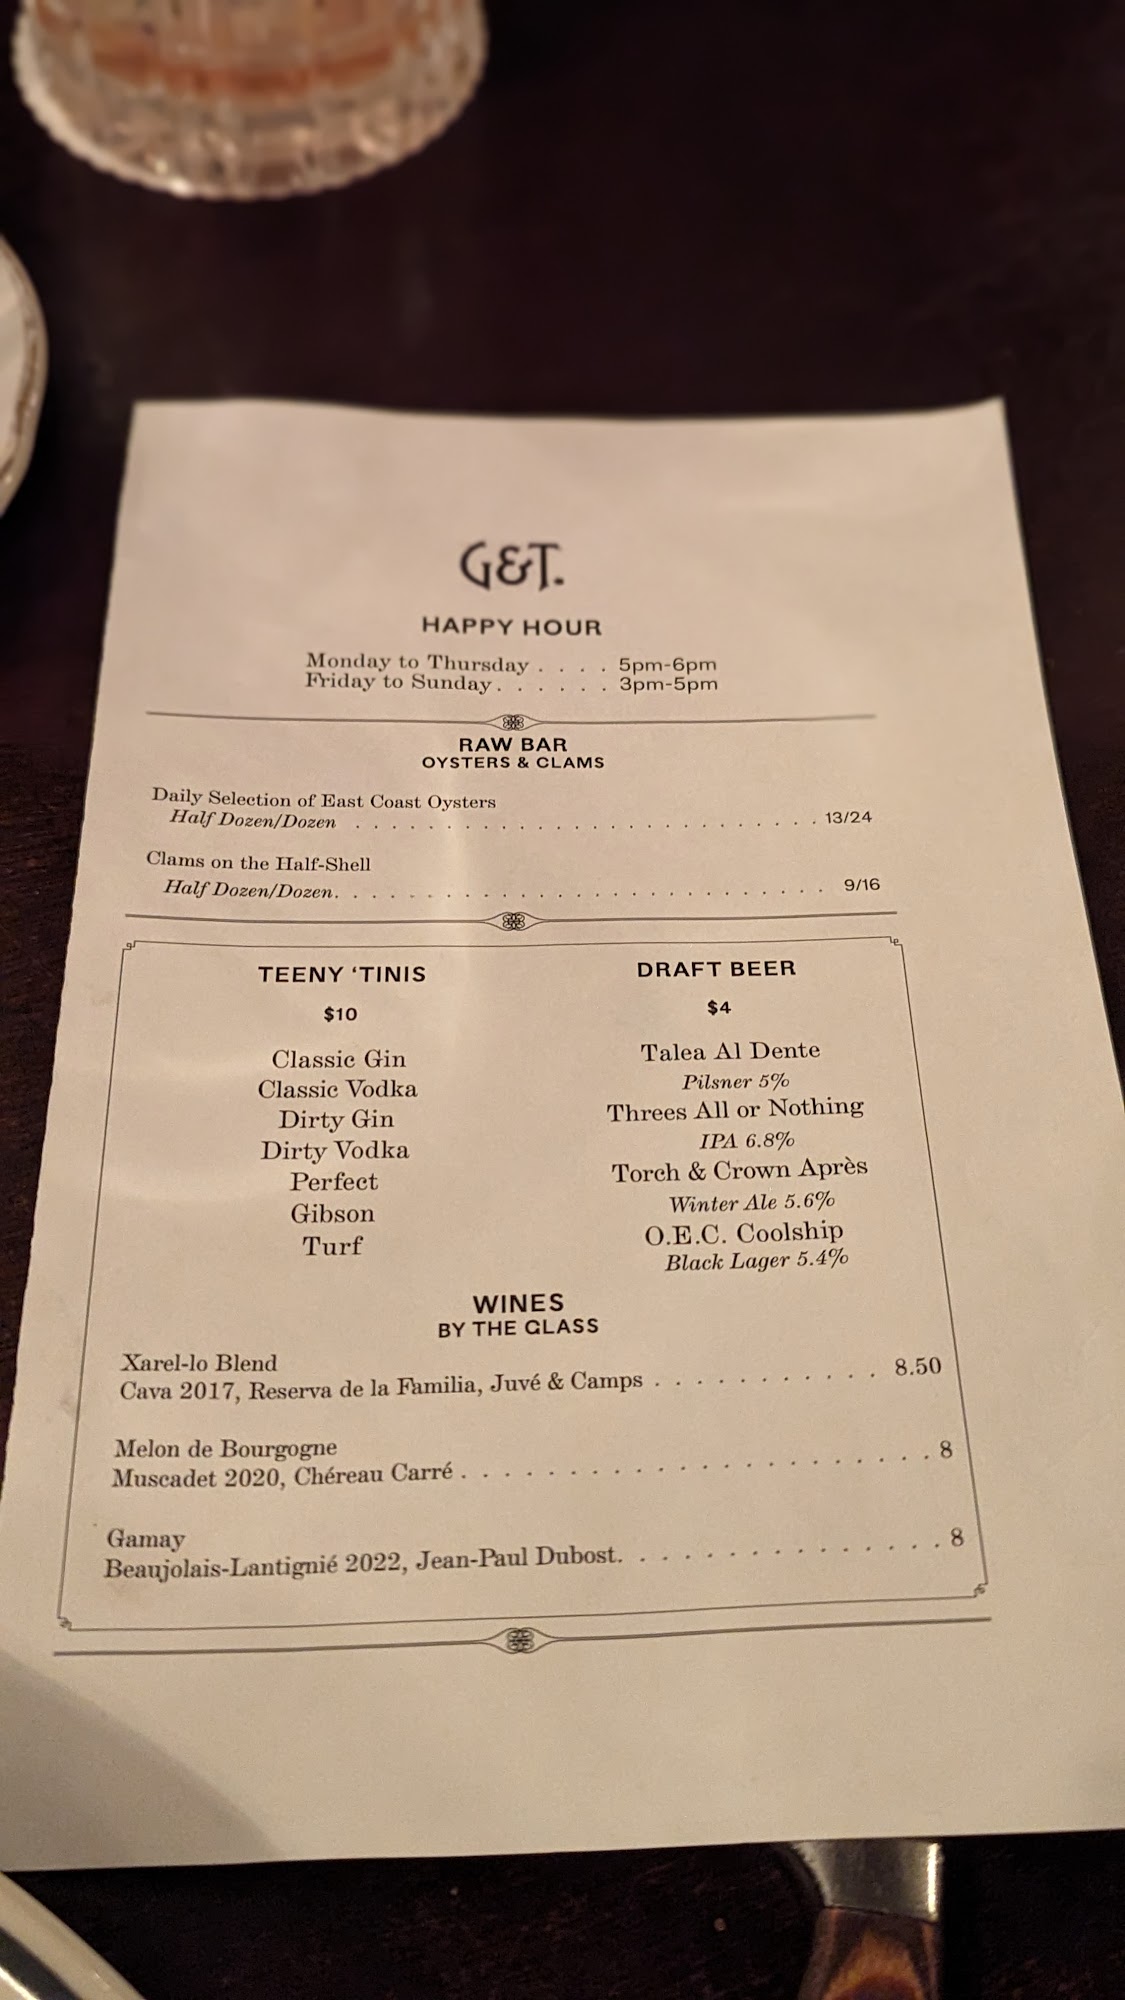 G&T.
HAPPY HOUR
Monday to Thursday . . . . 5pm-6pm
Friday to Sunday . . . . . . 3pm-5pm
RAW BAR
OYSTERS & CLAMS
Daily Selection of East Coast Oysters
Half Dozen/Dozen . . . . . . . . . . . . . . . . . . . . . . . . . 13/24
Clams on the Half-Shell
Half Dozen/Dozen. . . . . . . . . . . . . . . . . . . . . . . . . . 9/16
TEENY ‘TINIS
$10
Classic Gin
Classic Vodka
Dirty Gin
Dirty Vodka
Perfect
Gibson
Turf
DRAFT BEER
$4
Talea Al Dente
Pilsner 5%
Threes All or Nothing
IPA 6.8%
Torch & Crown Après
Winter Ale 5.6%
O.E.C. Coolship
Black Lager 5.4%
WINES
BY THE GLASS
Xarel-lo Blend
Cava 2017, Reserva de la Familia, Juvé & Camps . . . . . . . . . . . 8.50
Melon de Bourgogne
Muscadet 2020, Chéreau Carré . . . . . . . . . . . . . . . . . . . . . . 8
Gamay
Beaujolais-Lantignié 2022, Jean-Paul Dubost. . . . . . . . . . . . . . . 8